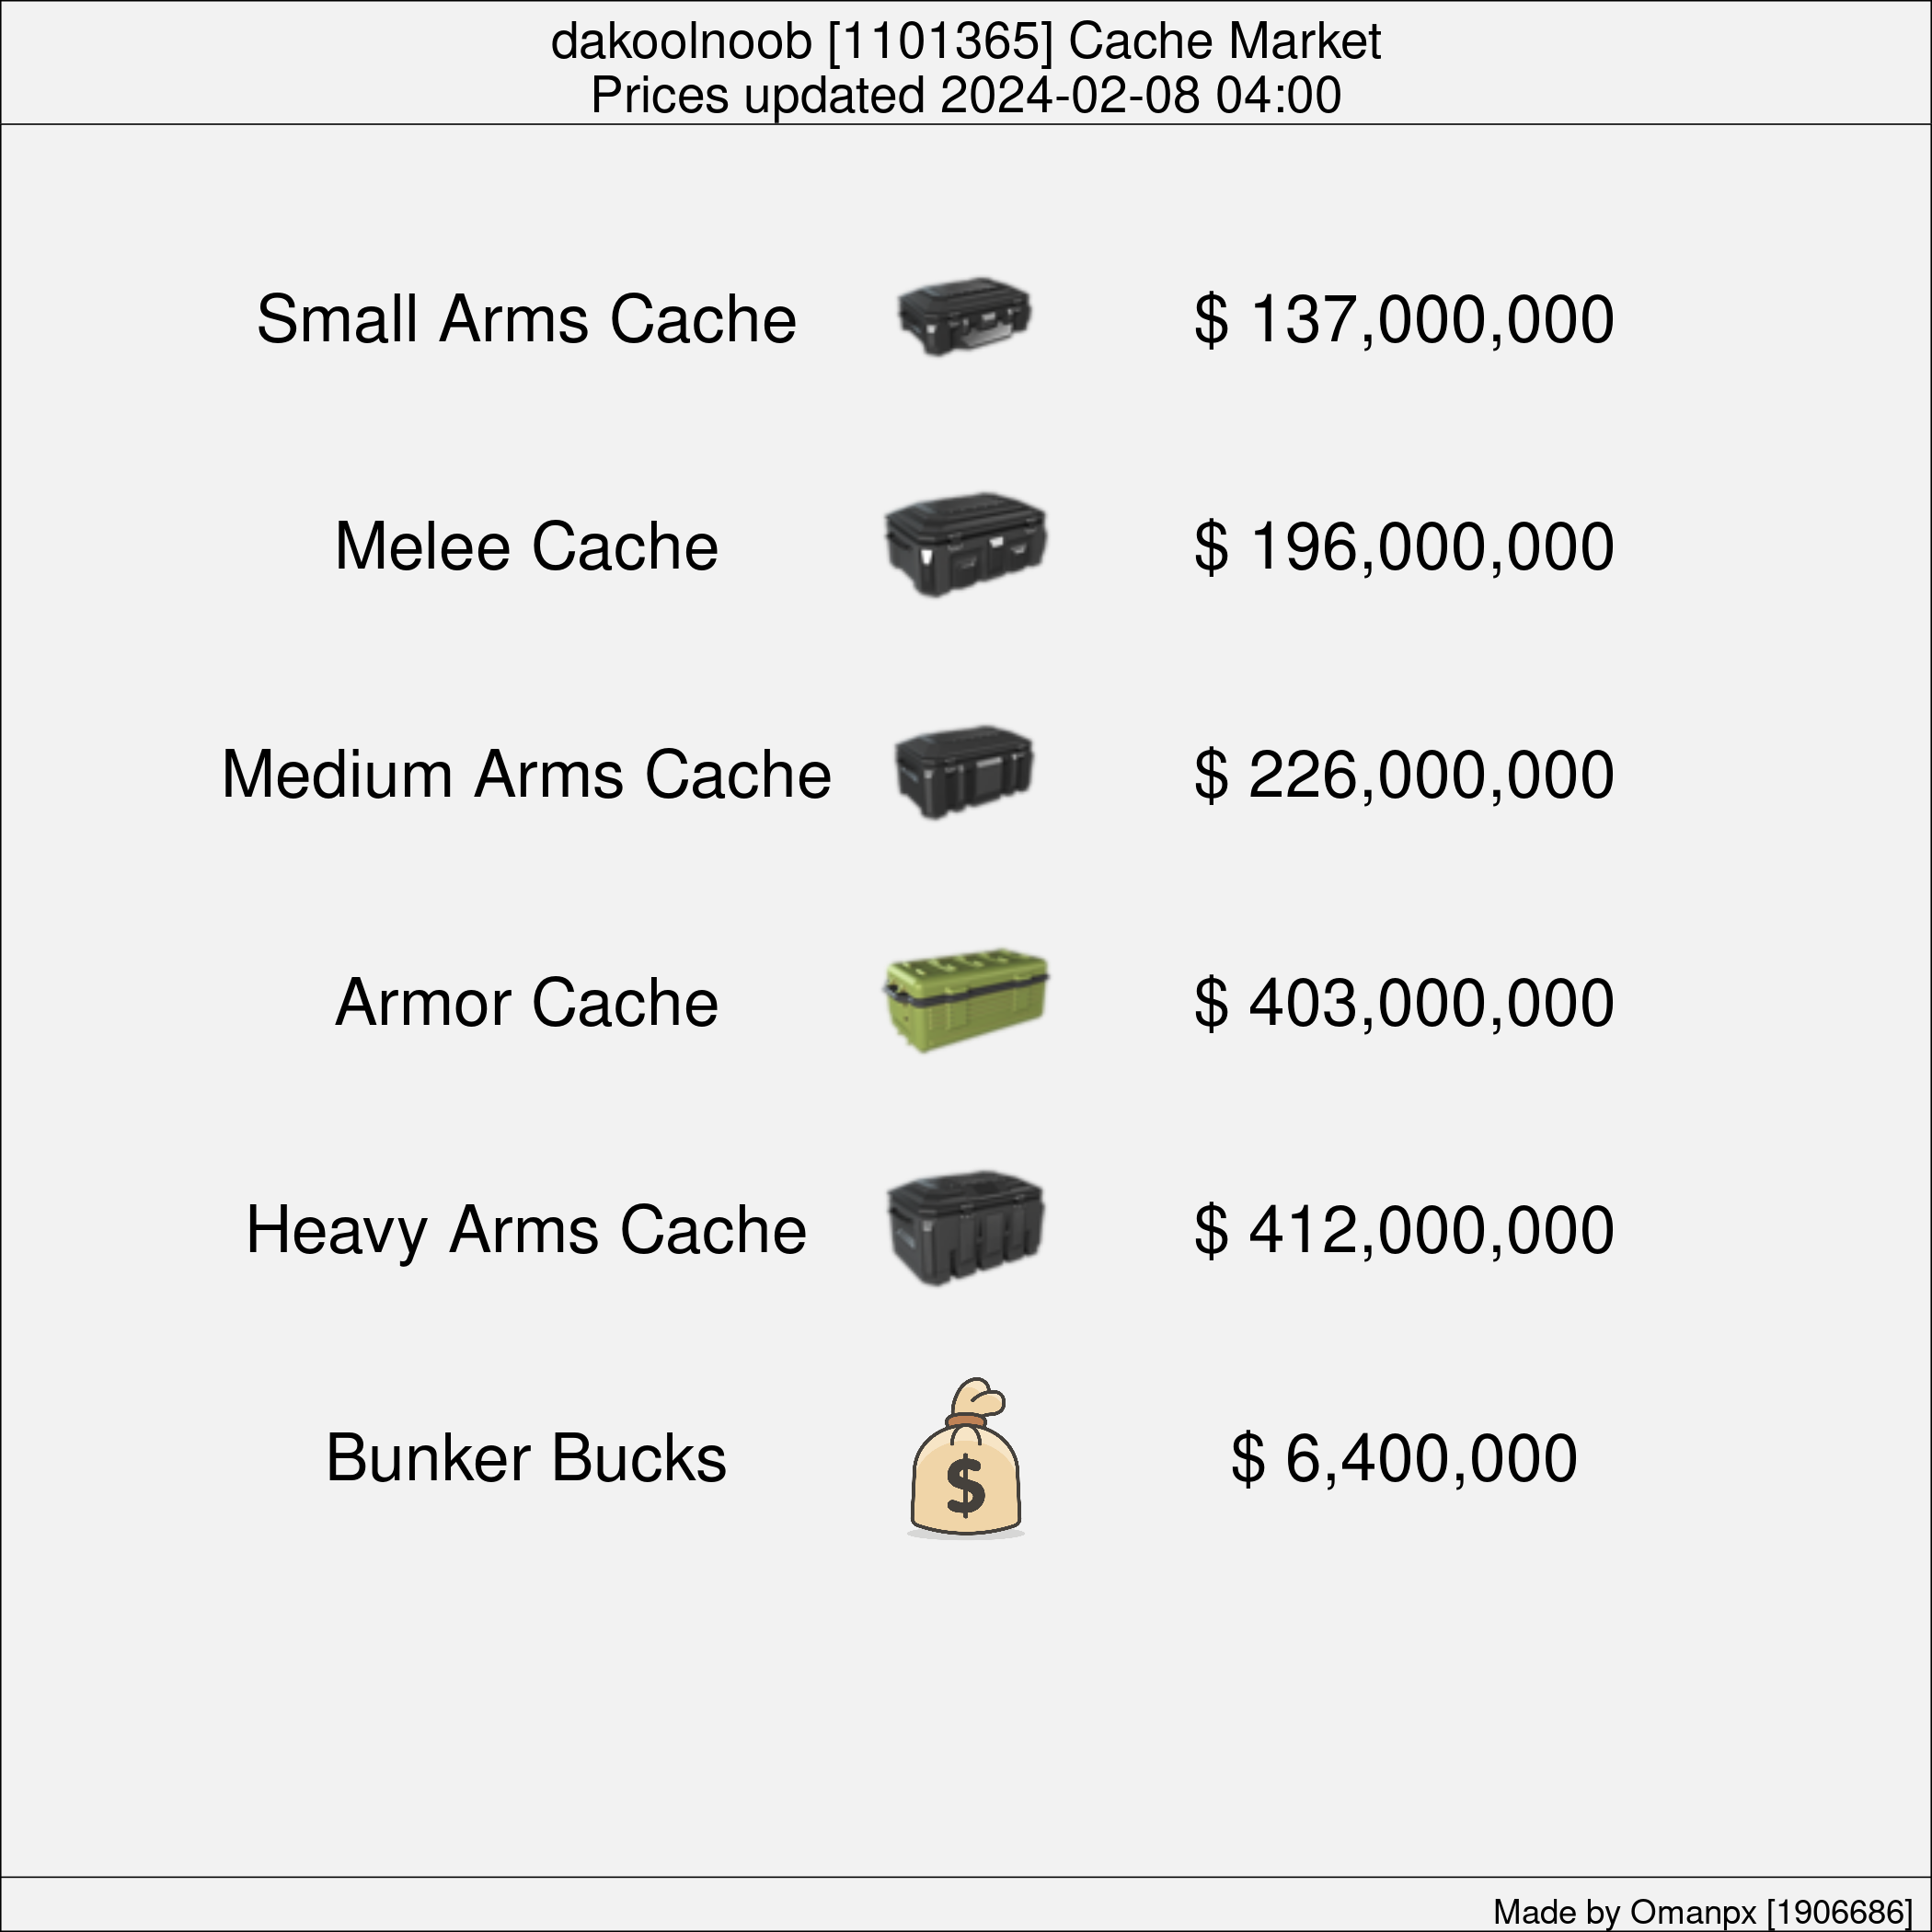 dakoolnoob [1101365] Cache Market
Prices updated 2024-02-08 04:00
Small Arms Cache $ 137,000,000
Melee Cache $ 196,000,000
Medium Arms Cache $ 226,000,000
Armor Cache $ 403,000,000
Heavy Arms Cache $ 412,000,000
Bunker Bucks $ $ 6,400,000
Made by Omanpx [1906686]